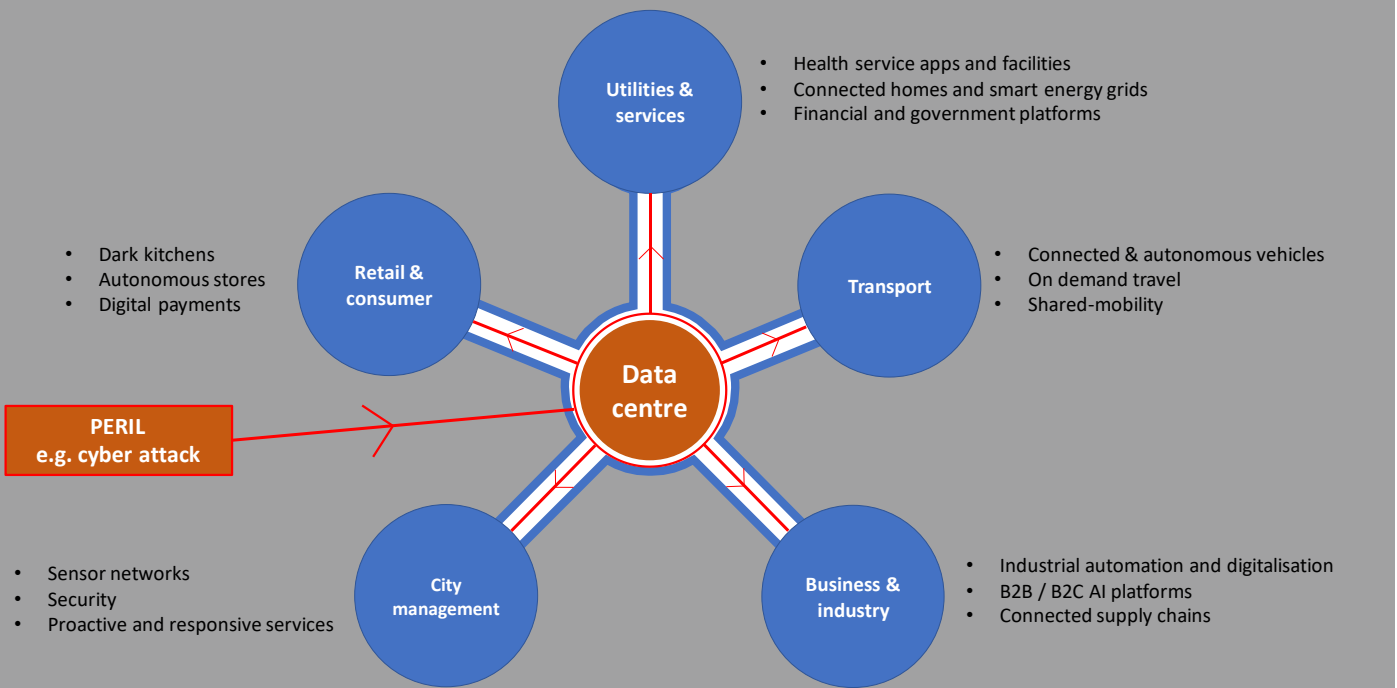 Utilities &
services
• Health service apps and facilities
• Connected homes and smart energy grids
• Financial and government platforms
• Dark kitchens
• Autonomous stores
• Digital payments
Retail &
consumer
Transport
• Connected & autonomous vehicles
• On demand travel
• Shared-mobility
Data
centre
PERIL
e.g. cyber attack
• Sensor networks
• Security
• Proactive and responsive services
City
management
Business &
industry
• Industrial automation and digitalisation
• B2B / B2C AI platforms
• Connected supply chains